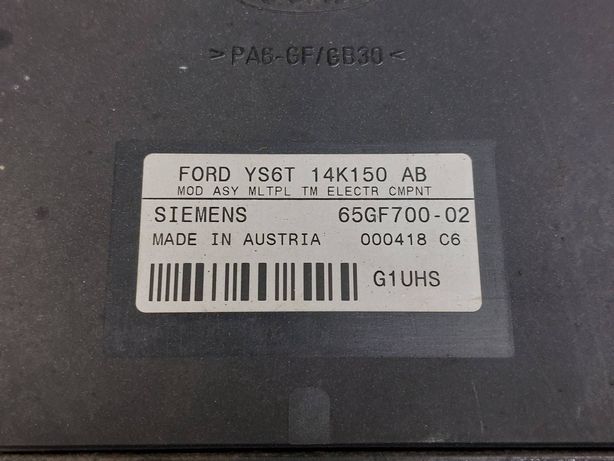 >PA6-GF/GB30<
FORD YS6T 14K150 AB
MOD ASY MLTPL TM ELECTR CMPNT
SIEMENS 65GF700-02
MADE IN AUSTRIA 000418 C6
G1UHS